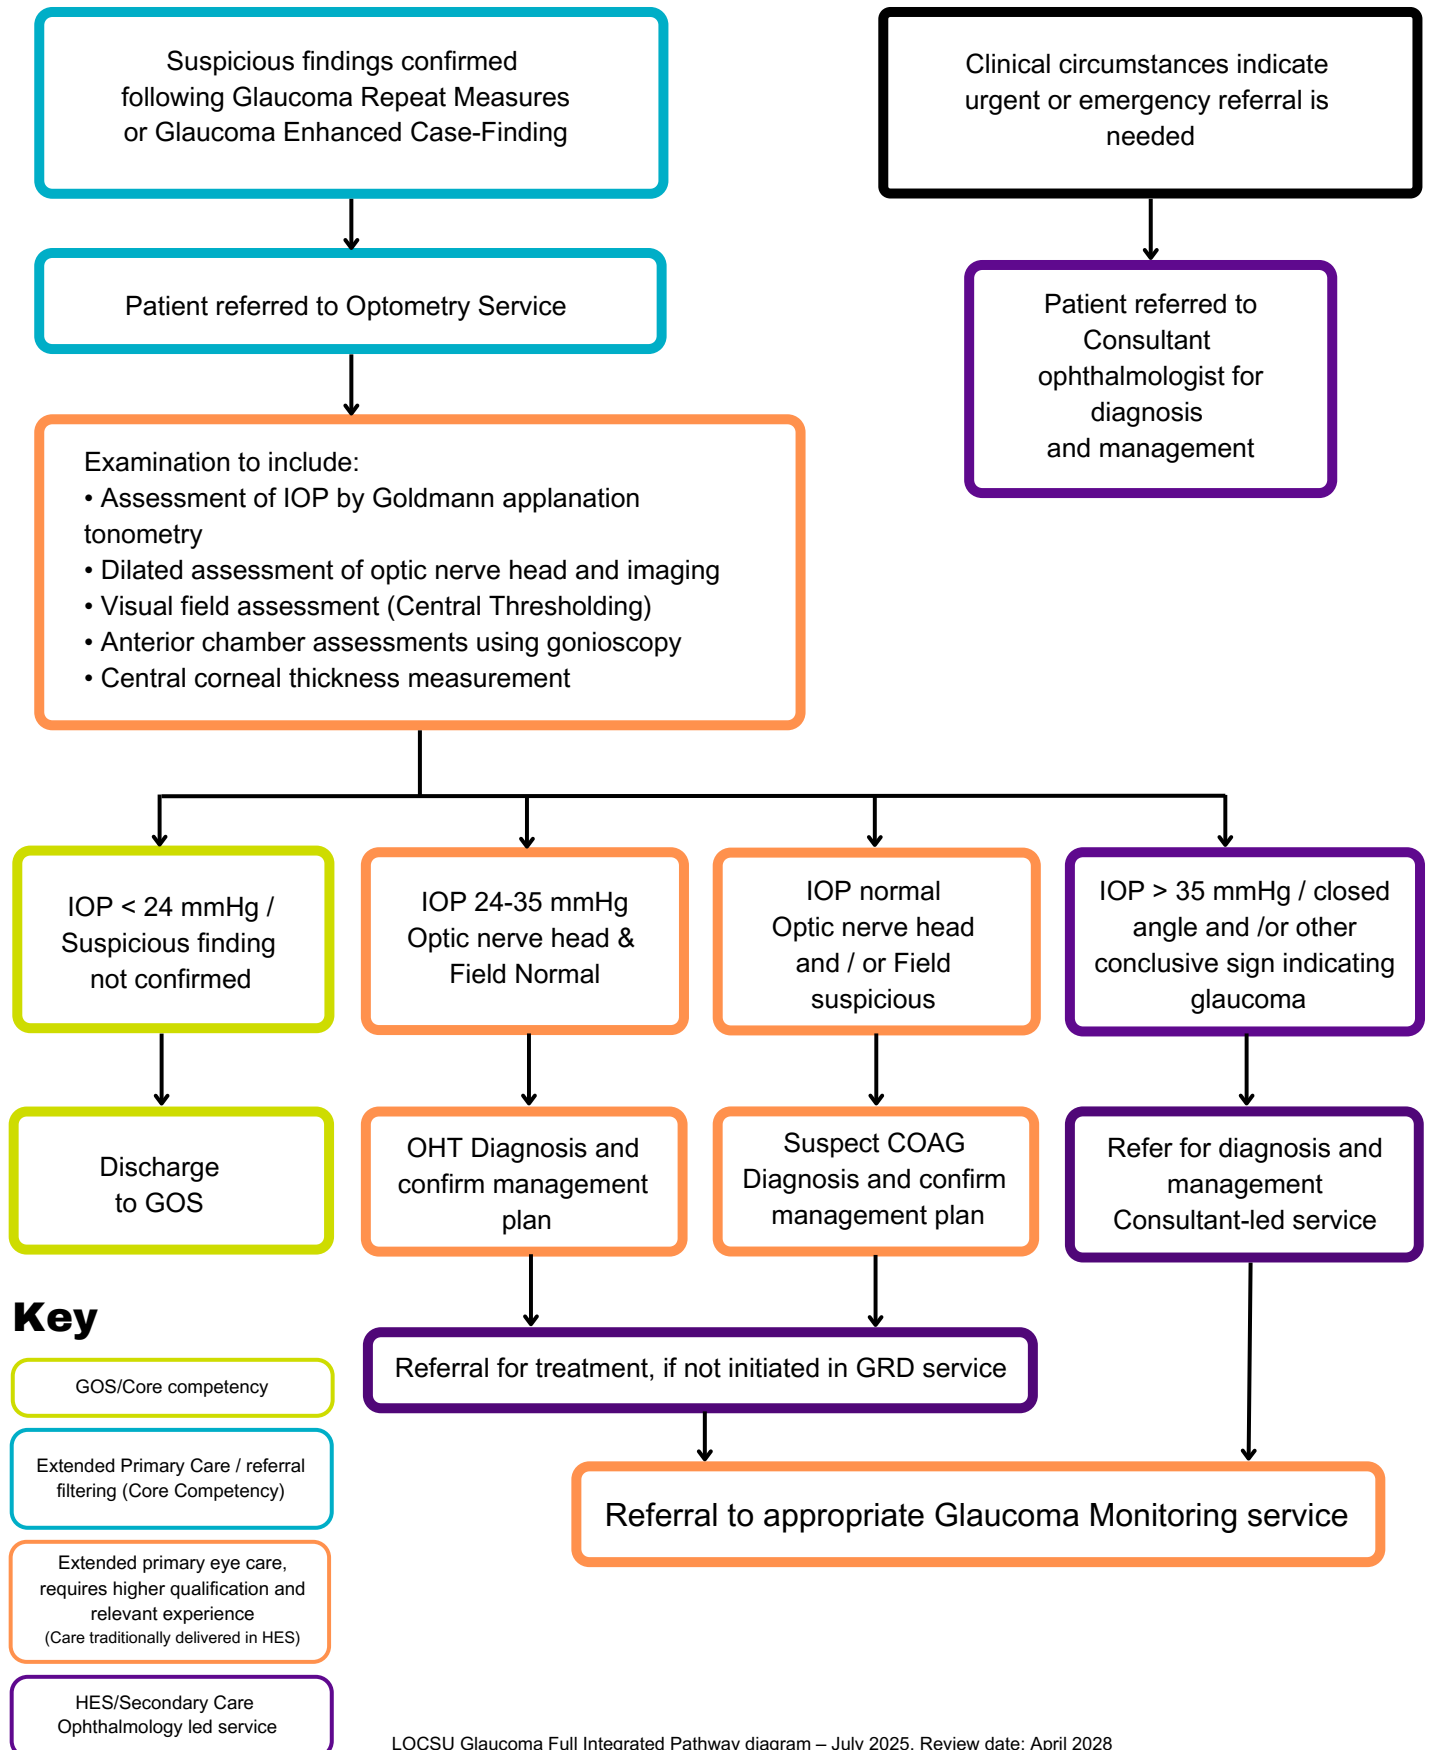 Suspicious findings confirmed
following Glaucoma Repeat Measures
or Glaucoma Enhanced Case-Finding
Clinical circumstances indicate
urgent or emergency referral is
needed
Patient referred to Optometry Service
Patient referred to
Consultant
ophthalmologist for
diagnosis
and management
Examination to include:
• Assessment of IOP by Goldmann applanation
tonometry
• Dilated assessment of optic nerve head and imaging
• Visual field assessment (Central Thresholding)
• Anterior chamber assessments using gonioscopy
• Central corneal thickness measurement
IOP < 24 mmHg /
Suspicious finding
not confirmed
IOP 24-35 mmHg
Optic nerve head &
Field Normal
IOP normal
Optic nerve head
and / or Field
suspicious
IOP > 35 mmHg / closed
angle and /or other
conclusive sign indicating
glaucoma
Discharge
to GOS
OHT Diagnosis and
confirm management
plan
Suspect COAG
Diagnosis and confirm
management plan
Refer for diagnosis and
management
Consultant-led service
Referral for treatment, if not initiated in GRD service
Referral to appropriate Glaucoma Monitoring service
Key
GOS/Core competency
Extended Primary Care / referral
filtering (Core Competency)
Extended primary eye care,
requires higher qualification and
relevant experience
(Care traditionally delivered in HES)
HES/Secondary Care
Ophthalmology led service
LOCSU Glaucoma Full Integrated Pathway diagram – July 2025. Review date: April 2028